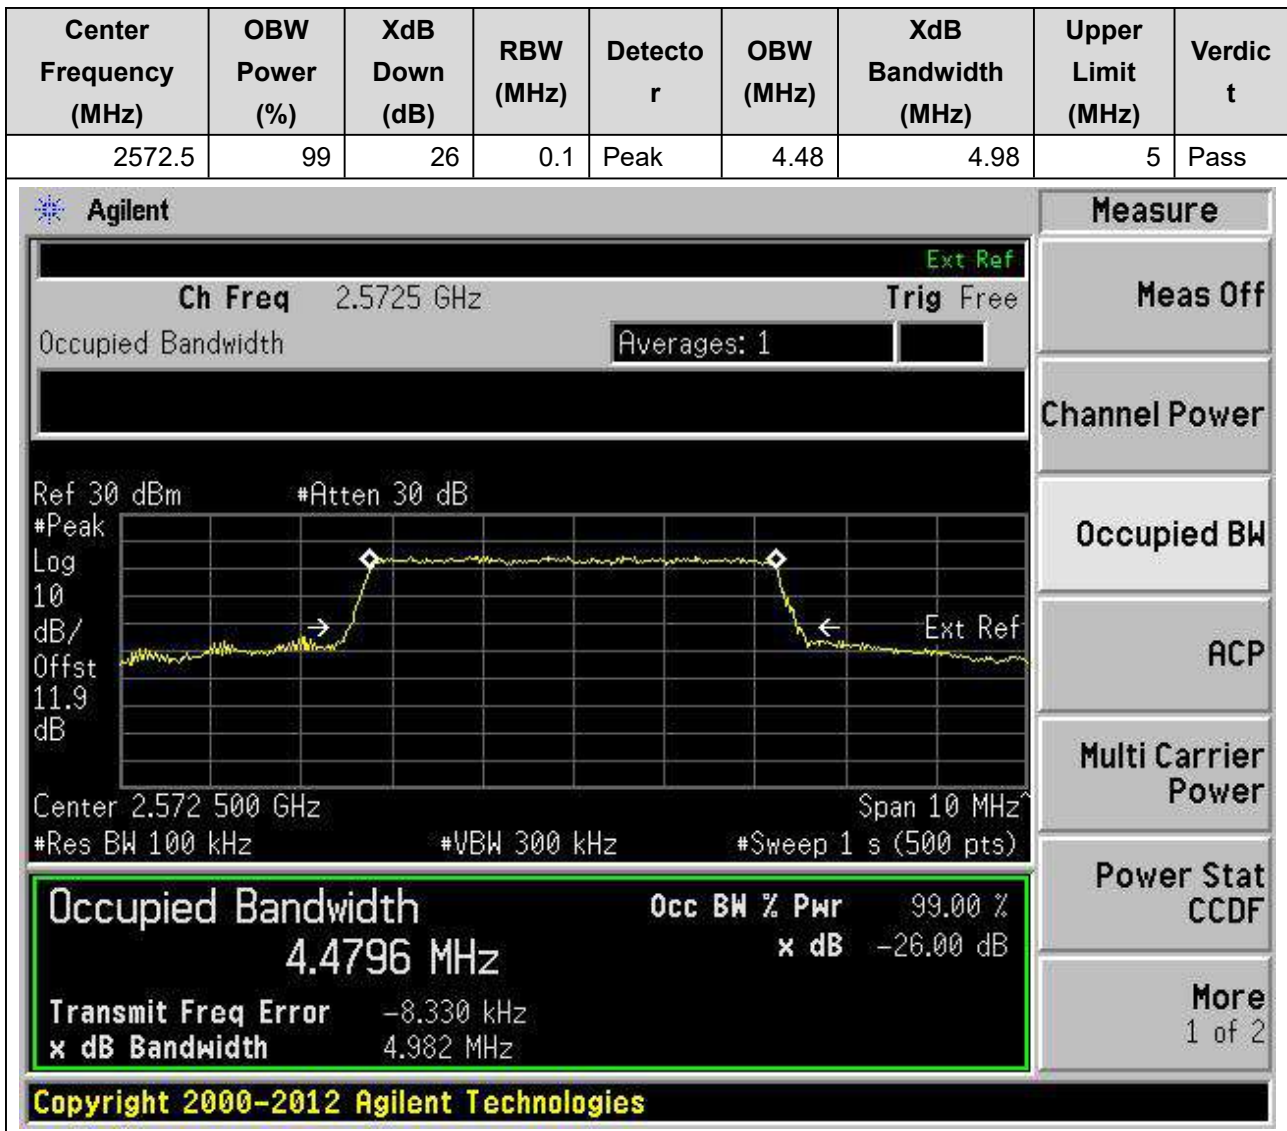 Center Frequency (MHz) OBW Power (%) XdB Down (dB) RBW (MHz) Detecto r OBW (MHz) XdB Bandwidth (MHz) Upper Limit (MHz) Verdic t
2572.5 99 26 0.1 Peak 4.48 4.98 5 Pass
Agilent
Measure
Ext Ref
Ch Freq 2.5725 GHz Trig Free
Meas Off
Occupied Bandwidth Averages: 1
Channel Power
Ref 30 dBm #Atten 30 dB
#Peak
Log
10
dB/
Offst
11.9
dB
Ext Ref
Occupied BW
ACP
Multi Carrier
Power
Center 2.572 500 GHz Span 10 MHz^
#Res BW 100 kHz #VBW 300 kHz #Sweep 1 s (500 pts)
Power Stat
CCDF
Occupied Bandwidth Occ BW % Pwr 99.00 %
4.4796 MHz x dB -26.00 dB
More
1 of 2
Transmit Freq Error -8.330 kHz
x dB Bandwidth 4.982 MHz
Copyright 2000-2012 Agilent Technologies